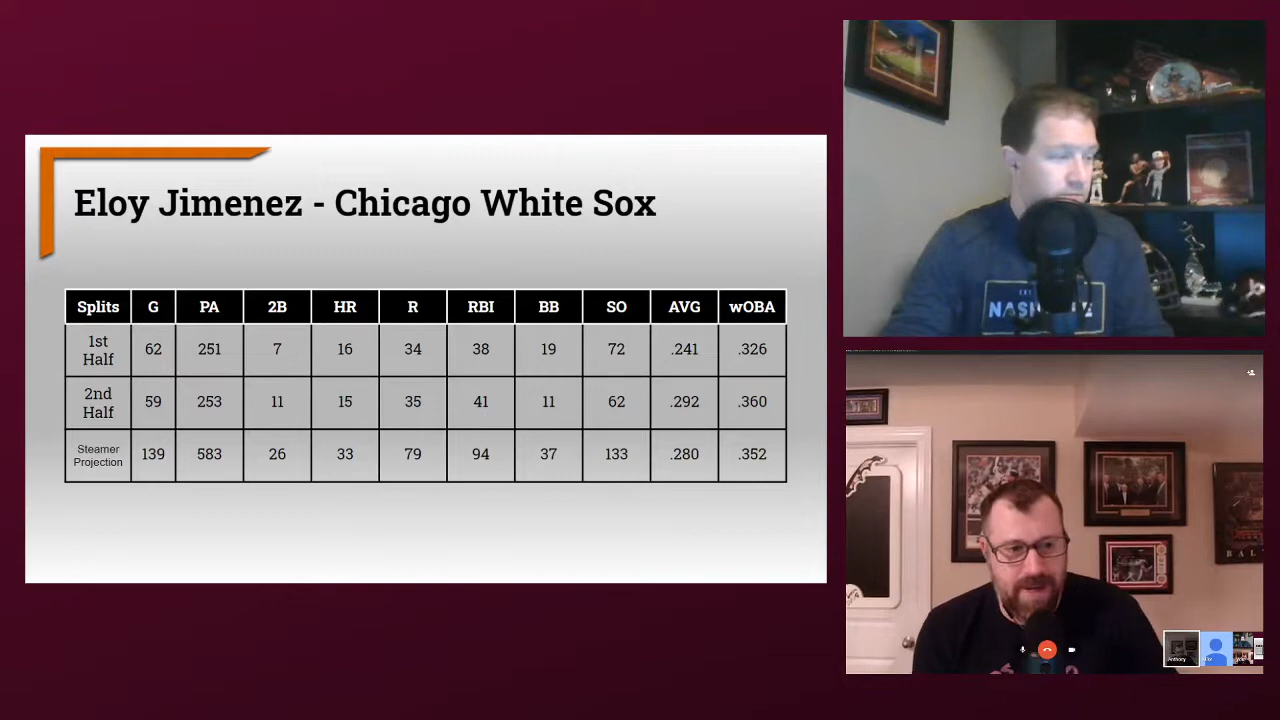 Eloy Jimenez - Chicago White Sox
Splits G PA 2B HR R RBI BB SO AVG wOBA
1st Half 62 251 7 16 34 38 19 72 .241 .326
2nd Half 59 253 11 15 35 41 11 62 .292 .360
Steamer Projection 139 583 26 33 79 94 37 133 .280 .352
BAL
Anthony